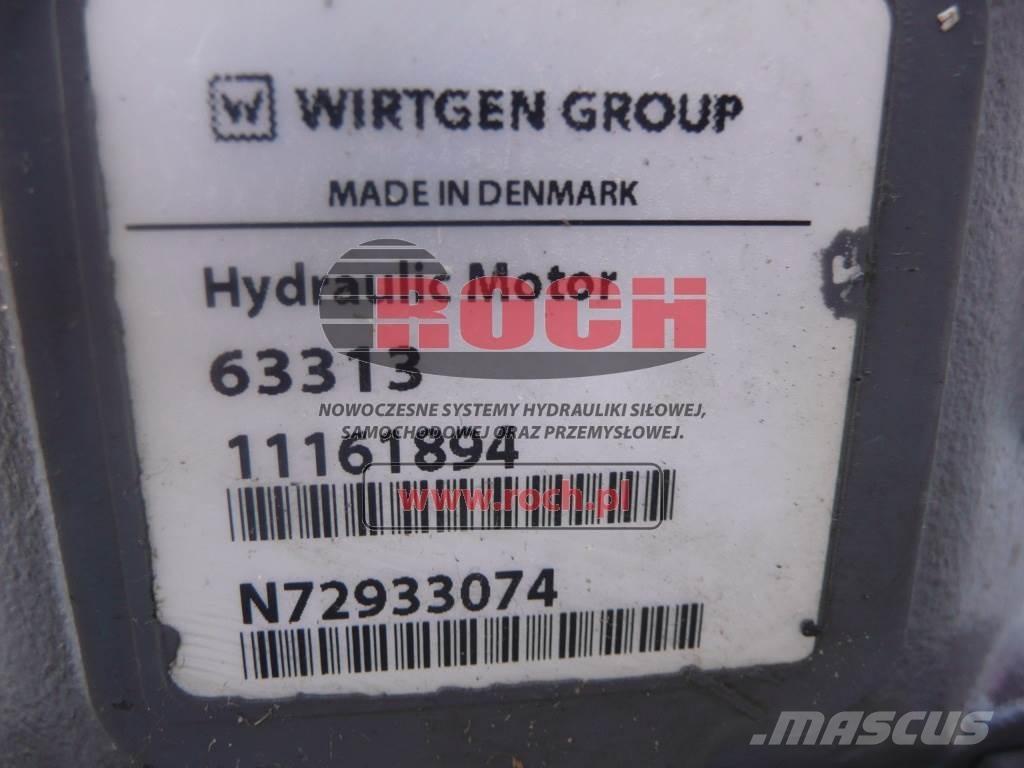 W WIRTGEN GROUP
MADE IN DENMARK
Hydraulic Motor
ROCH
63313
NOWOCZESNE SYSTEMY HYDRAULIKI SIŁOWEJ,
SAMOCHODOWEJ ORAZ PRZEMYSŁOWEJ.
11161894
www.roch.pl
N72933074
MASCUS